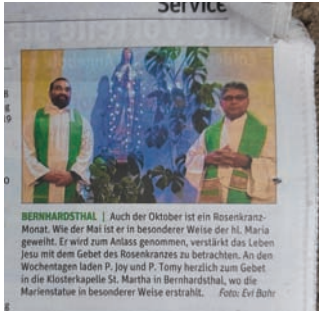 Service
BERNHARDSTHAL | Auch der Oktober ist ein Rosenkranz-
Monat. Wie der Mai ist er in besonderer Weise der hl. Maria
geweiht. Er wird zum Anlass genommen, verstärkt das Leben
Jesu mit dem Gebet des Rosenkranzes zu betrachten. An den
Wochentagen laden P. Joy und P. Tomy herzlich zum Gebet
in die Klosterkapelle St. Martha in Bernhardsthal, wo die
Marienstatue in besonderer Weise erstrahlt. Foto: Evi Bahr